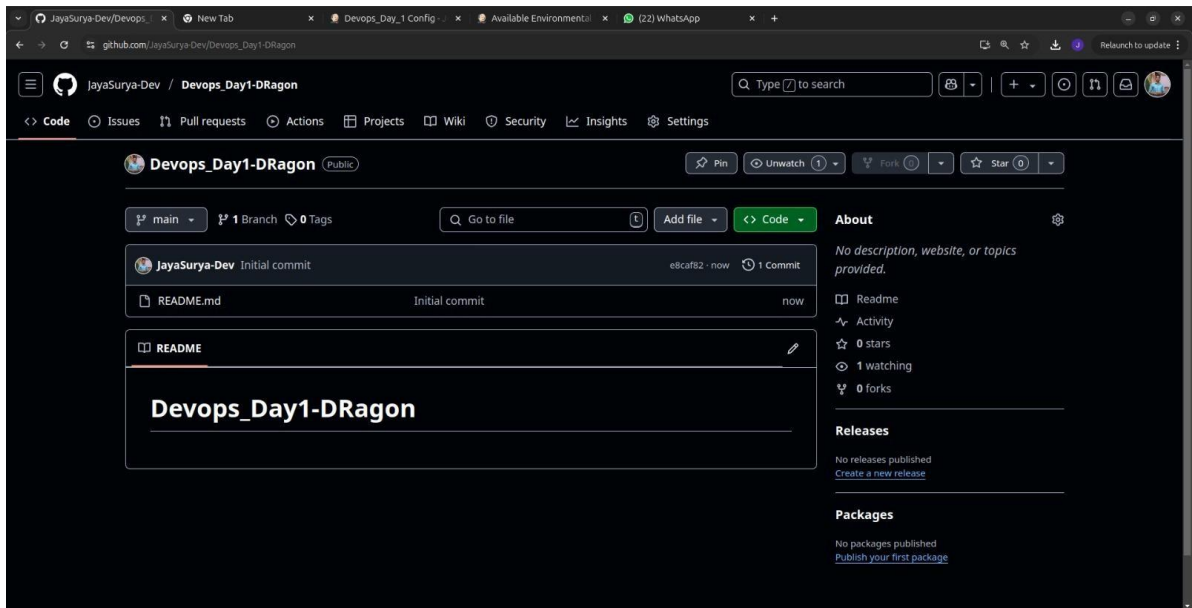 JayaSurya-Dev/Devops_
New Tab
Devops_Day_1 Config -
Available Environmental
(22) WhatsApp
github.com/JayaSurya-Dev/Devops_Day1-DRagon
J
Relaunch to update
JayaSurya-Dev / Devops_Day1-DRagon
Type / to search
Code Issues Pull requests Actions Projects Wiki Security Insights Settings
Devops_Day1-DRagon Public
Pin Unwatch 1 Fork 0 Star 0
main 1 Branch 0 Tags Go to file t Add file Code
JayaSurya-Dev Initial commit e8caf82 · now 1 Commit
README.md Initial commit now
README
Devops_Day1-DRagon
About
No description, website, or topics
provided.
Readme
Activity
0 stars
1 watching
0 forks
Releases
No releases published
Create a new release
Packages
No packages published
Publish your first package